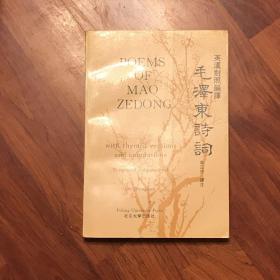 POEMS
OF
MAO
ZEDONG
with rhymed versions
and annotations
Peking University Press
北京大学出版社
英漢對照韻譯
毛澤東詩詞